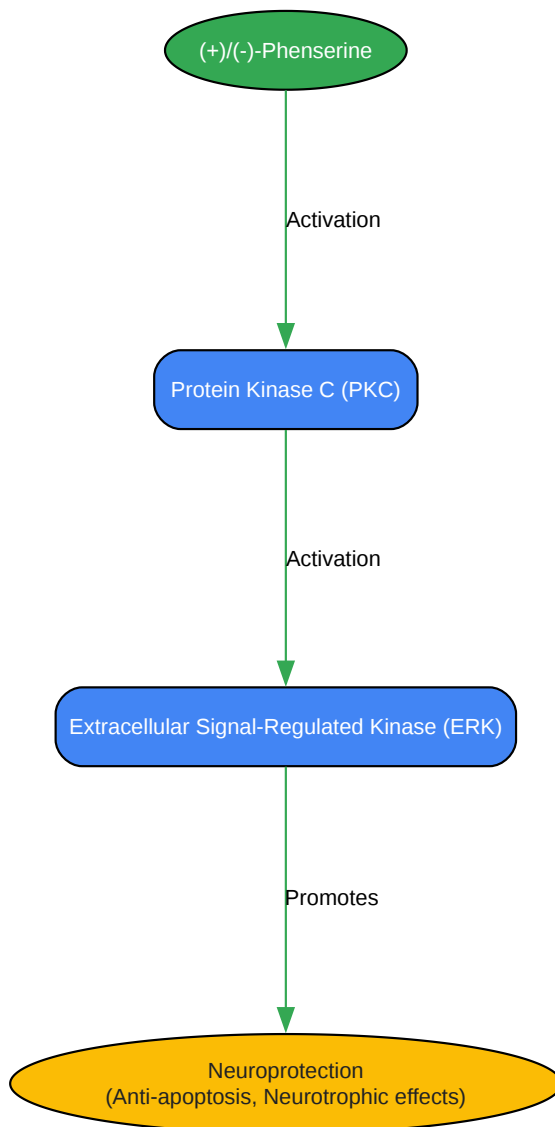 (+)/(-)-Phenserine
Activation
Protein Kinase C (PKC)
Activation
Extracellular Signal-Regulated Kinase (ERK)
Promotes
Neuroprotection
(Anti-apoptosis, Neurotrophic effects)